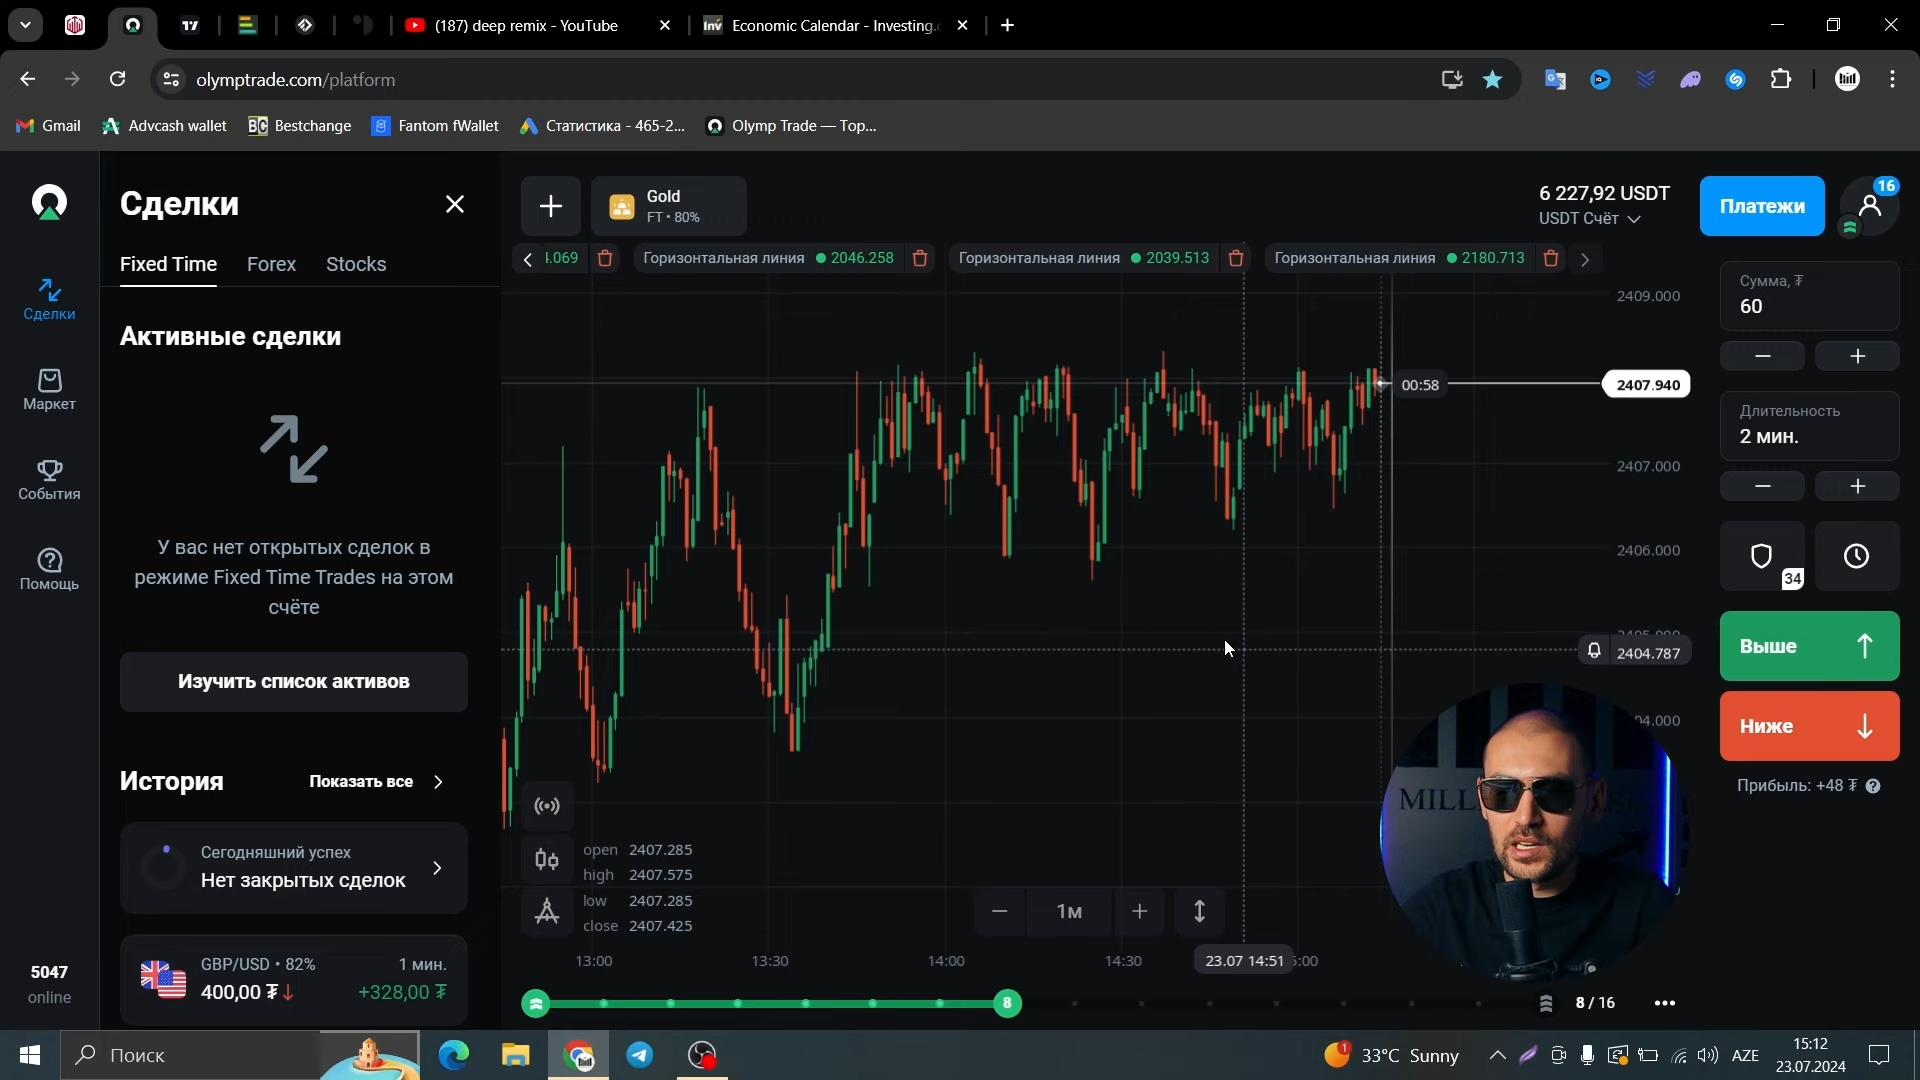 (187) deep remix - YouTube
Inv Economic Calendar - Investing.
olymptrade.com/platform
Gmail
Advcash wallet
BC Bestchange
Fantom fWallet
Статистика - 465-2...
Olymp Trade — Top...
Сделки
Fixed Time
Forex
Stocks
Активные сделки
У вас нет открытых сделок в
режиме Fixed Time Trades на этом
счёте
Изучить список активов
История
Показать все
Сегодняшний успех
Нет закрытых сделок
GBP/USD • 82%
1 мин.
400,00 ₮
+328,00 ₮
Сделки
Маркет
События
Помощь
5047
online
Gold
FT • 80%
6 227,92 USDT
USDT Счёт
Платежи
16
.069
Горизонтальная линия 2046.258
Горизонтальная линия 2039.513
Горизонтальная линия 2180.713
2409.000
00:58
2407.940
2407.000
2406.000
2404.787
open 2407.285
high 2407.575
low 2407.285
close 2407.425
1м
13:00
13:30
14:00
14:30
23.07 14:51
8
8 / 16
Сумма, ₮
60
Длительность
2 мин.
34
Выше
Ниже
Прибыль: +48 ₮
MILL
Поиск
33°C Sunny
AZE
15:12
23.07.2024